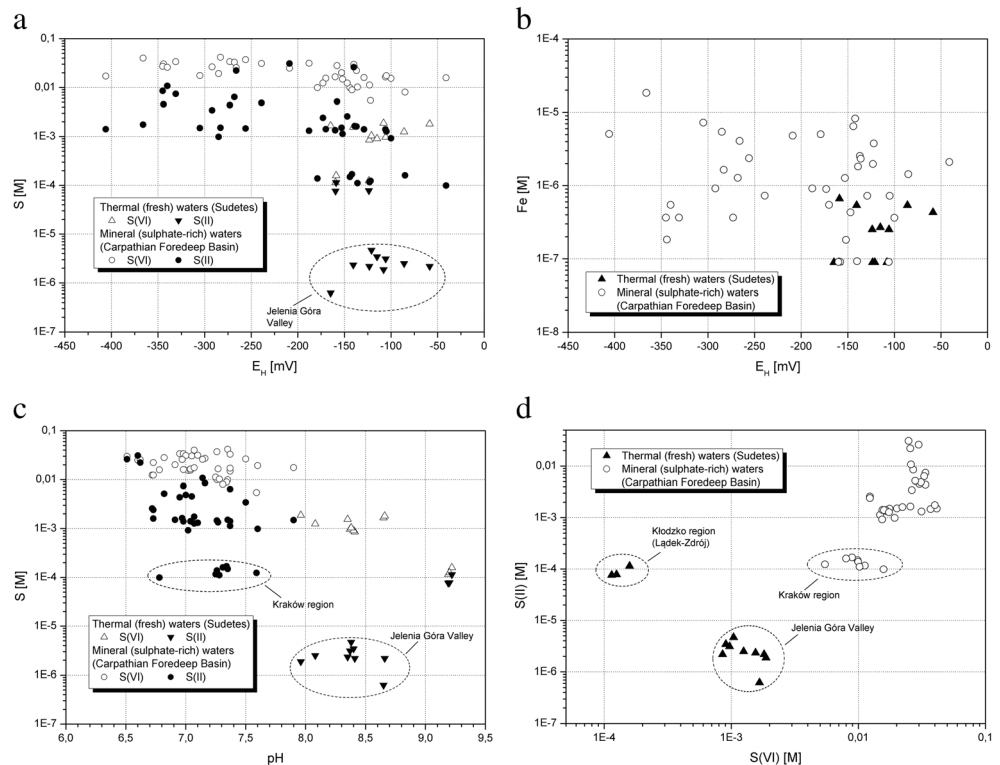 a
0,1
0,01
1E-3
1E-4
1E-5
1E-6
1E-7
S [M]
-450 -400 -350 -300 -250 -200 -150 -100 -50 0
E_H [mV]
Thermal (fresh) waters (Sudetes)
S(VI) S(II)
Mineral (sulphate-rich) waters
(Carpathian Foredeep Basin)
S(VI) S(II)
Jelenia Góra
Valley
b
1E-4
1E-5
1E-6
1E-7
1E-8
Fe [M]
-450 -400 -350 -300 -250 -200 -150 -100 -50 0
E_H [mV]
Thermal (fresh) waters (Sudetes)
Mineral (sulphate-rich) waters
(Carpathian Foredeep Basin)
c
0,1
0,01
1E-3
1E-4
1E-5
1E-6
1E-7
S [M]
6,0 6,5 7,0 7,5 8,0 8,5 9,0 9,5
pH
Kraków region
Thermal (fresh) waters (Sudetes)
S(VI) S(II)
Mineral (sulphate-rich) waters
(Carpathian Foredeep Basin)
S(VI) S(II)
Jelenia Góra Valley
d
0,01
1E-3
1E-4
1E-5
1E-6
1E-7
S(II) [M]
1E-4 1E-3 0,01 0,1
S(VI) [M]
Thermal (fresh) waters (Sudetes)
Mineral (sulphate-rich) waters
(Carpathian Foredeep Basin)
Kłodzko region
(Lądek-Zdrój)
Kraków region
Jelenia Góra Valley